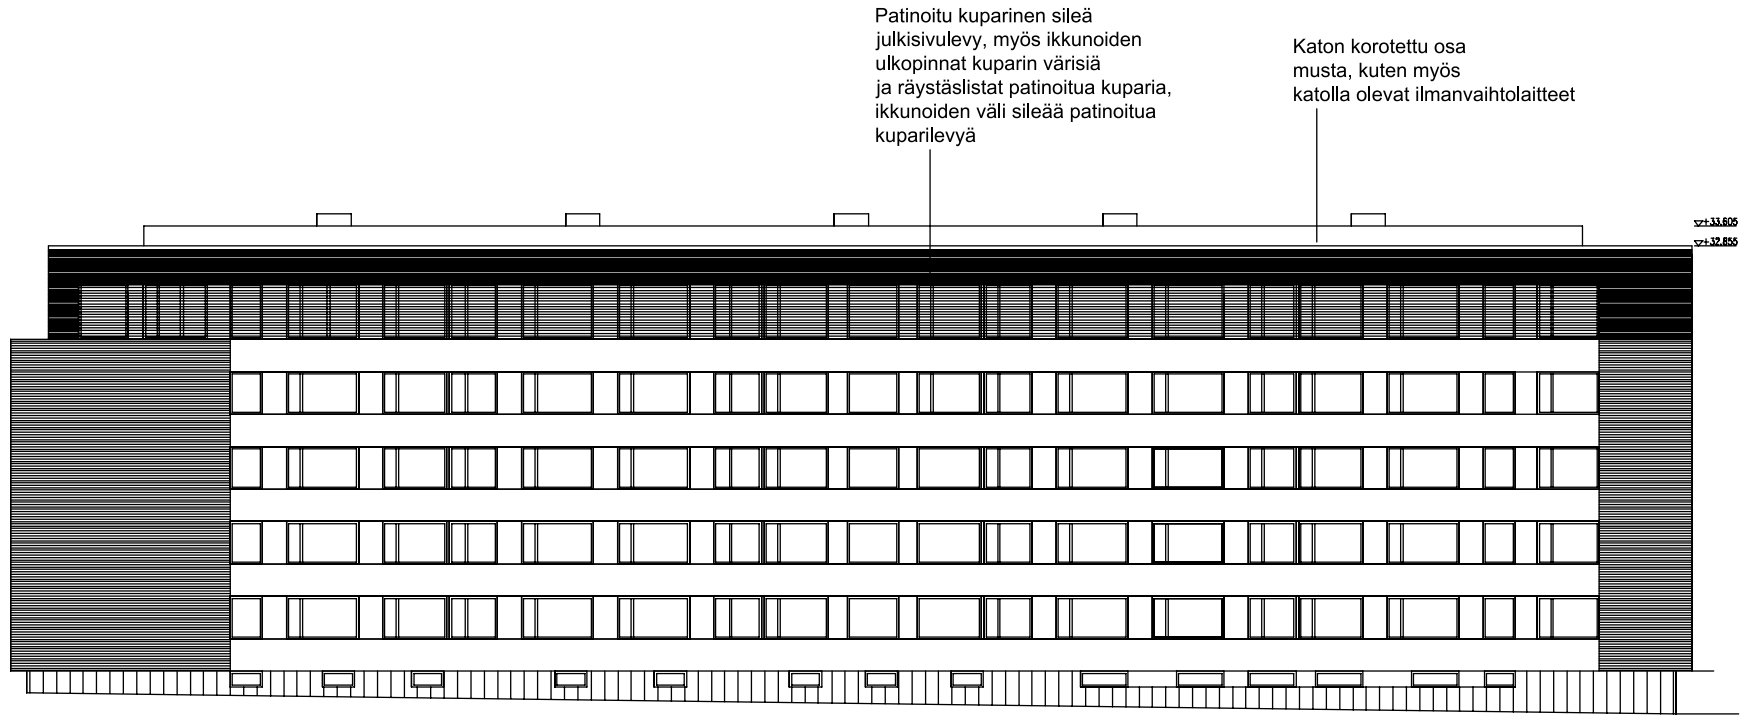 Patinoitu kuparinen sileä
julkisivulevy, myös ikkunoiden
ulkopinnat kuparin värisiä
ja räystäslistat patinoitua kuparia,
ikkunoiden väli sileää patinoitua
kuparilevyä
Katon korotettu osa
musta, kuten myös
katolla olevat ilmanvaihtolaitteet
+33.605
+32.855